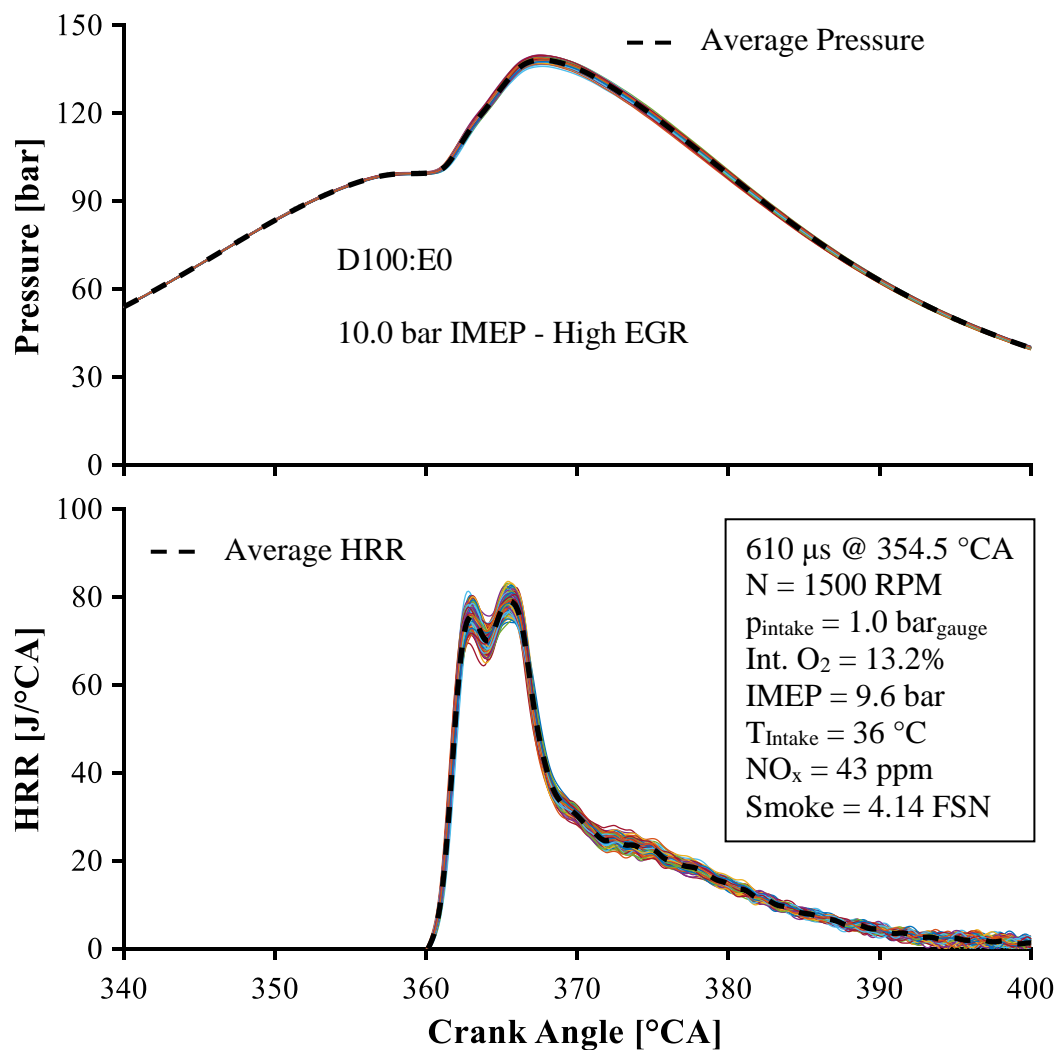 150
Average Pressure
120
90
Pressure [bar]
D100:E0
60
10.0 bar IMEP - High EGR
30
0
100
Average HRR
80
60
HRR [J/°CA]
40
20
0
610 μs @ 354.5 °CA
N = 1500 RPM
pintake = 1.0 bargauge
Int. O2 = 13.2%
IMEP = 9.6 bar
TIntake = 36 °C
NOx = 43 ppm
Smoke = 4.14 FSN
340 350 360 370 380 390 400
Crank Angle [°CA]